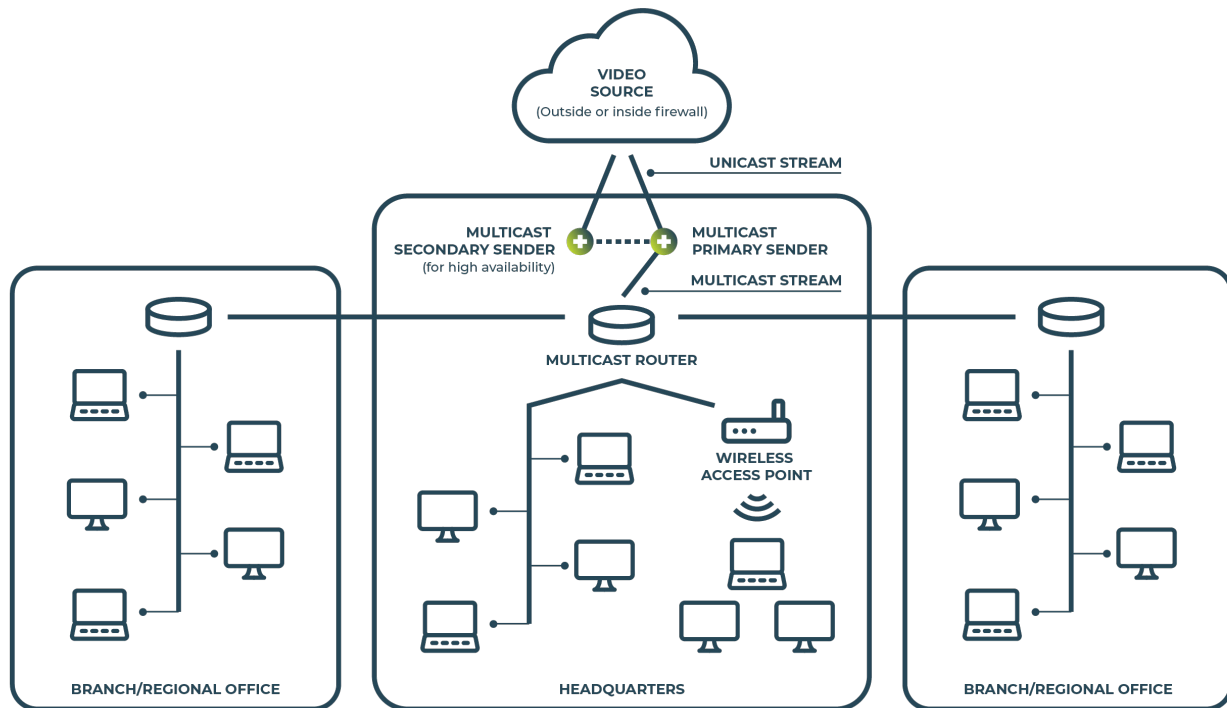 VIDEO
SOURCE
(Outside or inside firewall)
UNICAST STREAM
MULTICAST
SECONDARY SENDER
(for high availability)
MULTICAST
PRIMARY SENDER
MULTICAST STREAM
MULTICAST ROUTER
WIRELESS
ACCESS POINT
BRANCH/REGIONAL OFFICE
HEADQUARTERS
BRANCH/REGIONAL OFFICE